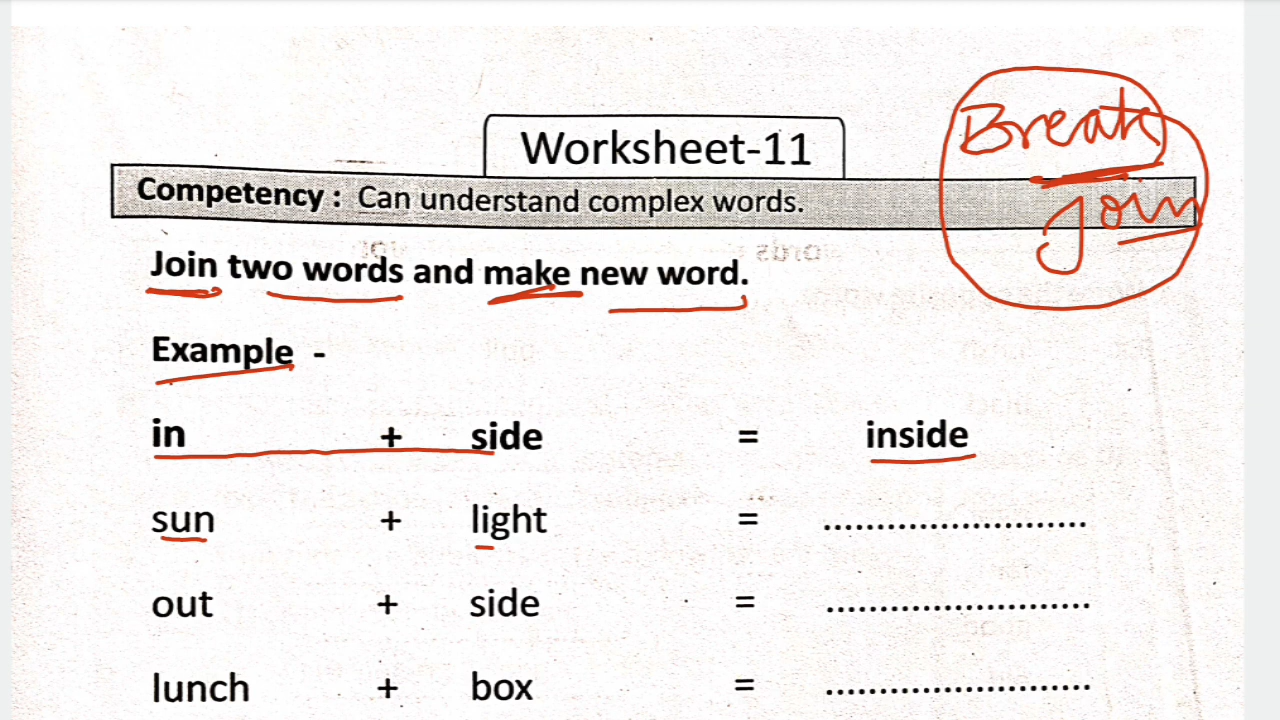 Break
Join
Worksheet-11
Competency : Can understand complex words.
Join two words and make new word.
Example -
in + side = inside
sun + light = ..........................
out + side = ..........................
lunch + box = ..........................